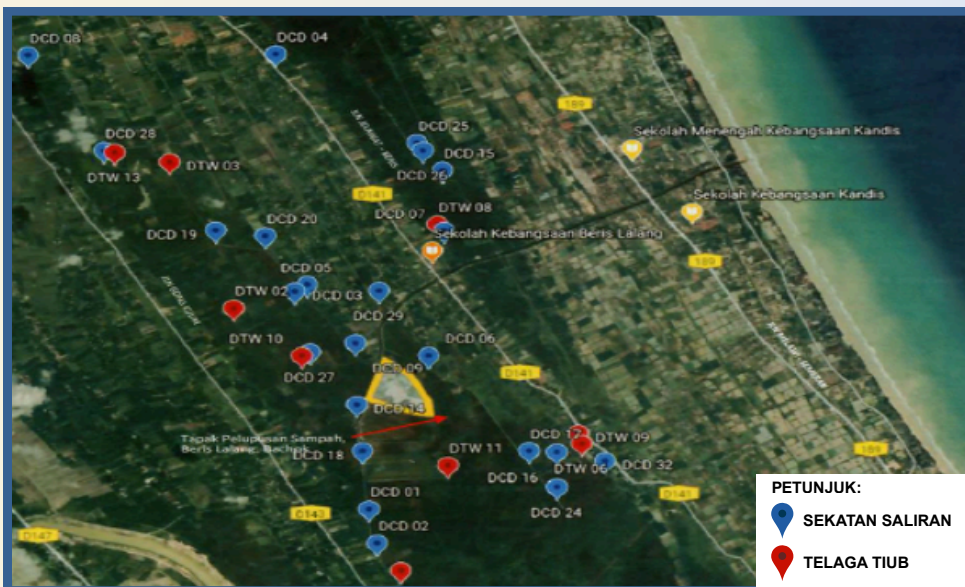 DCD 08
DCD 04
189
DCD 25
DCD 28
DCD 15
Sekolah Menengah Kebangsaan Kandis
DTW 03
DTW 13
DCD 26
D141
Sekolah Kebangsaan Kandis
DCD 20
DCD 07
DTW 08
DCD 19
Sekolah Kebangsaan Beris Lalang
189
DCD 05
DTW 02
DCD 03
DCD 29
DTW 10
DCD 06
DCD 09
D141
DCD 27
DCD 14
Tapak Pelupusan Sampah,
Beris Lalang, Bachok
DCD 18
DTW 11
DTW 09
189
DTW 06
DCD 32
DCD 16
DCD 01
D141
D143
DCD 24
DCD 02
D147
PETUNJUK:
SEKATAN SALIRAN
TELAGA TIUB